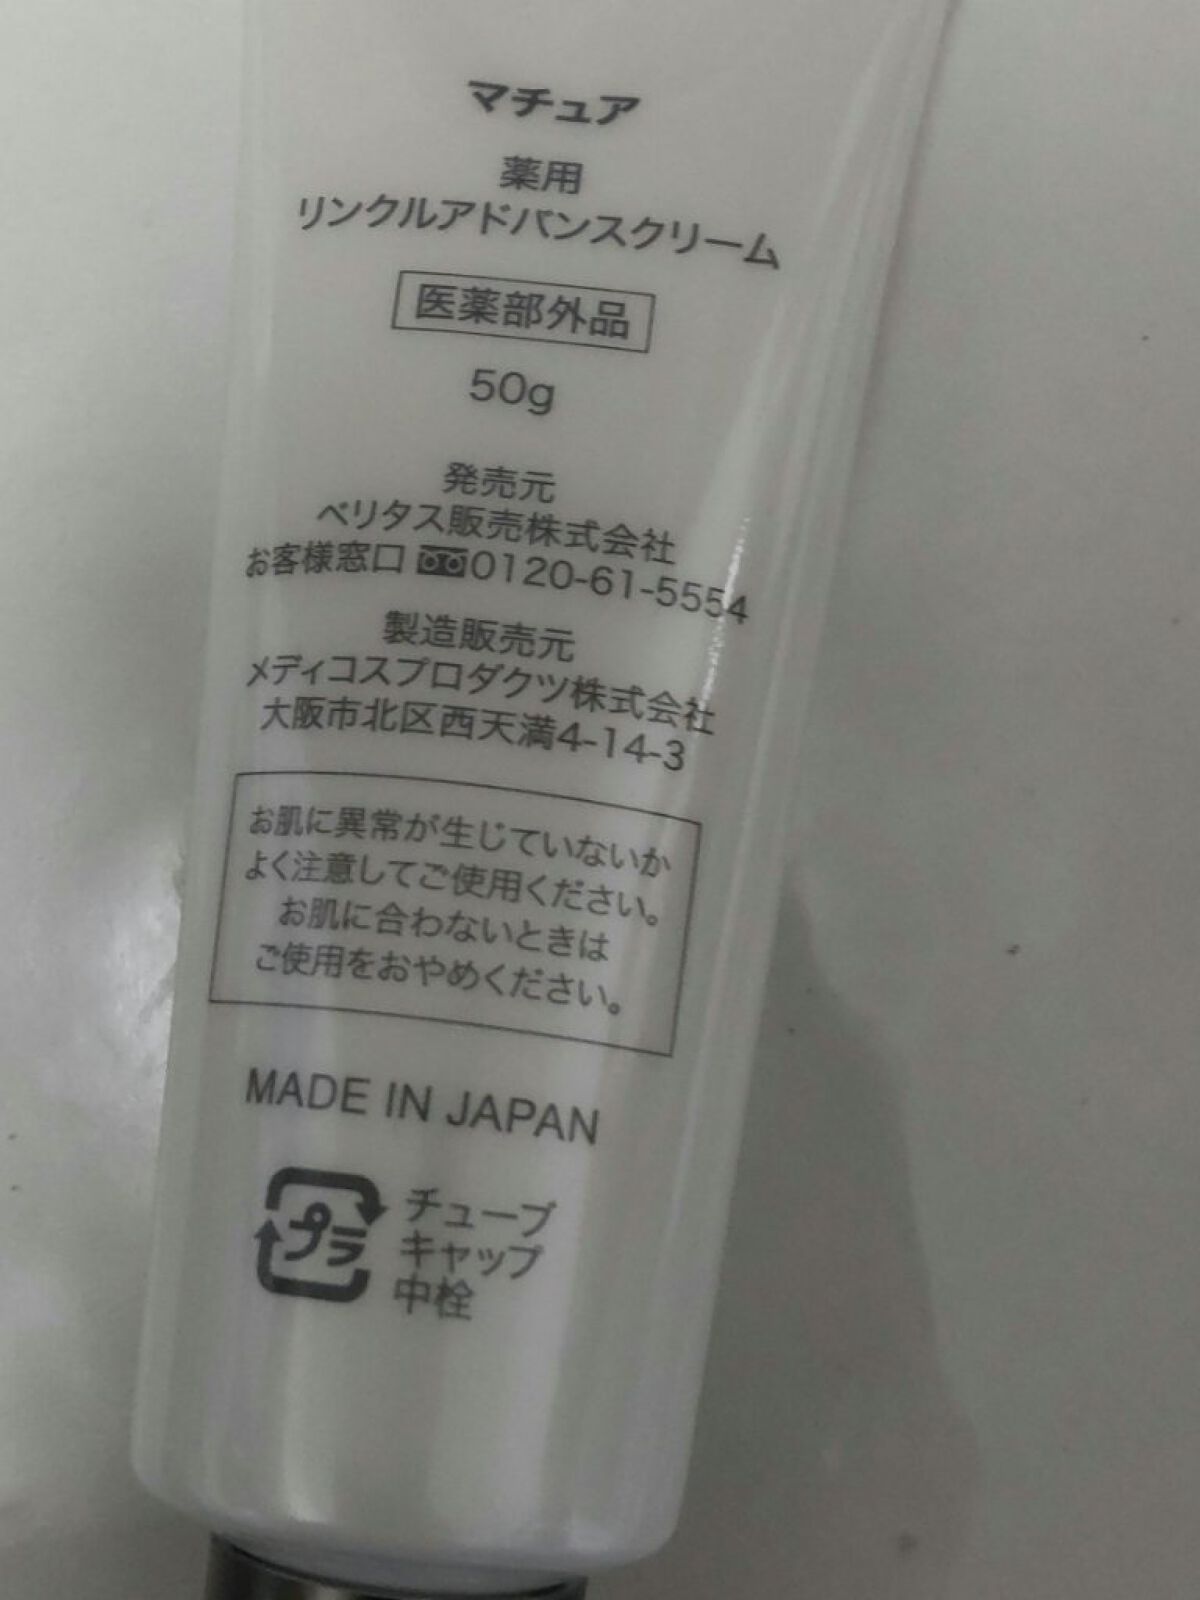 マチュア
薬用
リンクルアドバンスクリーム
医薬部外品
50g
発売元
ベリタス販売株式会社
お客様窓口 0120-61-5554
製造販売元
メディコスプロダクツ株式会社
大阪市北区西天満4-14-3
お肌に異常が生じていないか
よく注意してご使用ください。
お肌に合わないときは
ご使用をおやめください。
MADE IN JAPAN
プラ
チューブ
キャップ
中栓